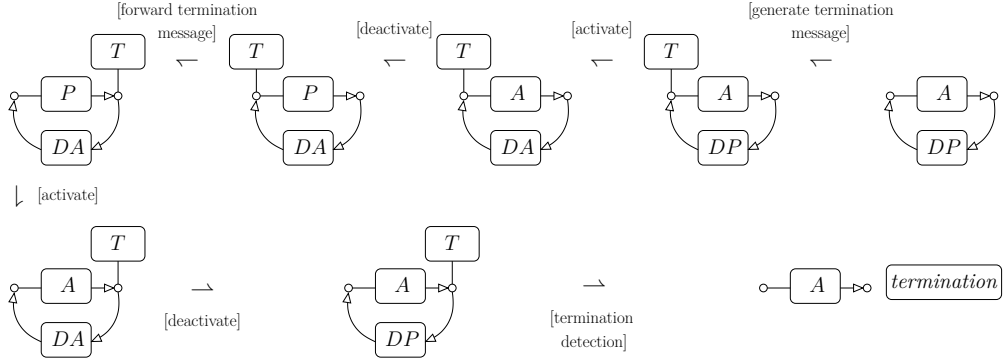 [forward termination
message]
[deactivate]
[activate]
[generate termination
message]
T
T
T
T
P
P
A
A
A
DA
DA
DA
DP
DP
[activate]
T
T
A
A
A
termination
[deactivate]
[termination
detection]
DA
DP